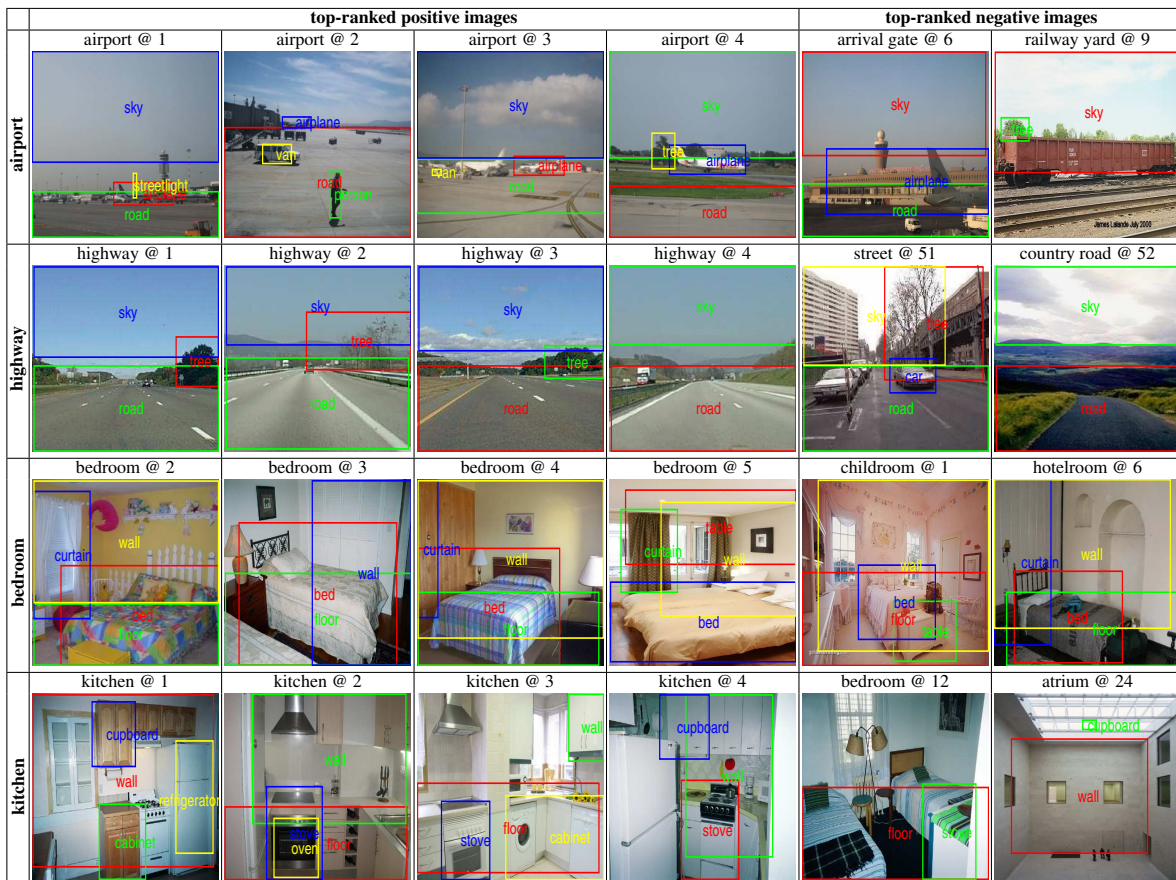 top-ranked positive images top-ranked negative images
airport @ 1 airport @ 2 airport @ 3 airport @ 4 arrival gate @ 6 railway yard @ 9
airport
sky
streetlight
airplane
road
sky
airplane
van
road
person
sky
airplane
van
road
sky
tree
airplane
road
sky
airplane
road
sky
tree
James Lalande July 2000
highway @ 1 highway @ 2 highway @ 3 highway @ 4 street @ 51 country road @ 52
highway
sky
tree
road
sky
tree
road
sky
tree
road
sky
road
sky
tree
car
road
sky
road
bedroom @ 2 bedroom @ 3 bedroom @ 4 bedroom @ 5 childroom @ 1 hotelroom @ 6
bedroom
curtain
wall
bed
floor
wall
bed
floor
curtain
wall
bed
floor
table
curtain
wall
bed
wall
bed
floor
table
curtain
wall
bed
floor
kitchen @ 1 kitchen @ 2 kitchen @ 3 kitchen @ 4 bedroom @ 12 atrium @ 24
kitchen
cupboard
wall
refrigerator
cabinet
wall
stove
oven
floor
wall
floor
stove
cabinet
cupboard
wall
stove
floor
stove
cupboard
wall